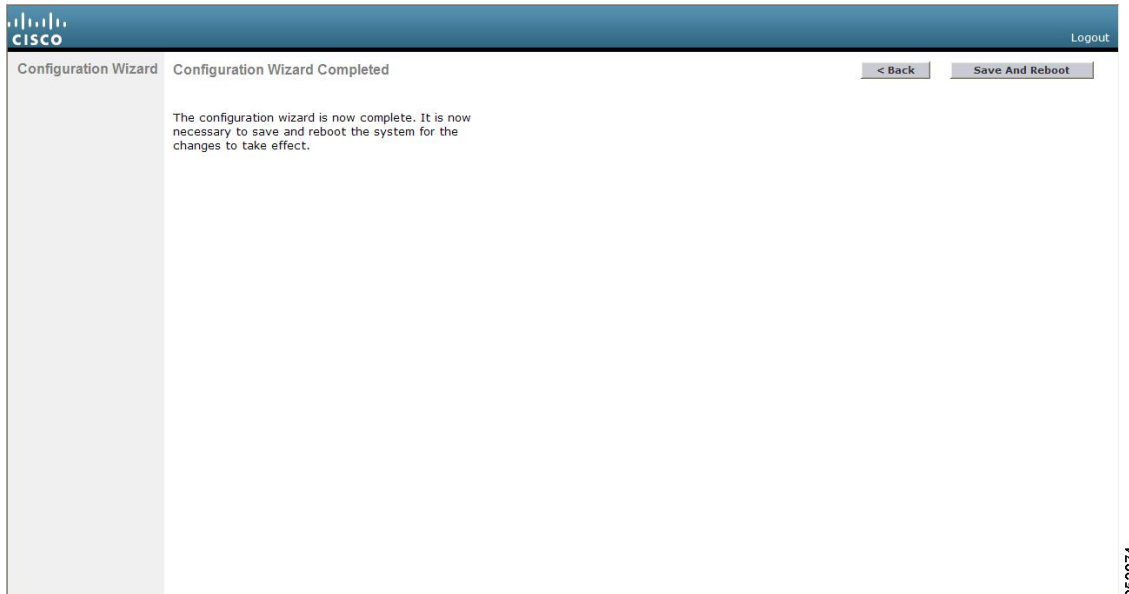 CISCO
Logout
Configuration Wizard
Configuration Wizard Completed
< Back
Save And Reboot
The configuration wizard is now complete. It is now
necessary to save and reboot the system for the
changes to take effect.